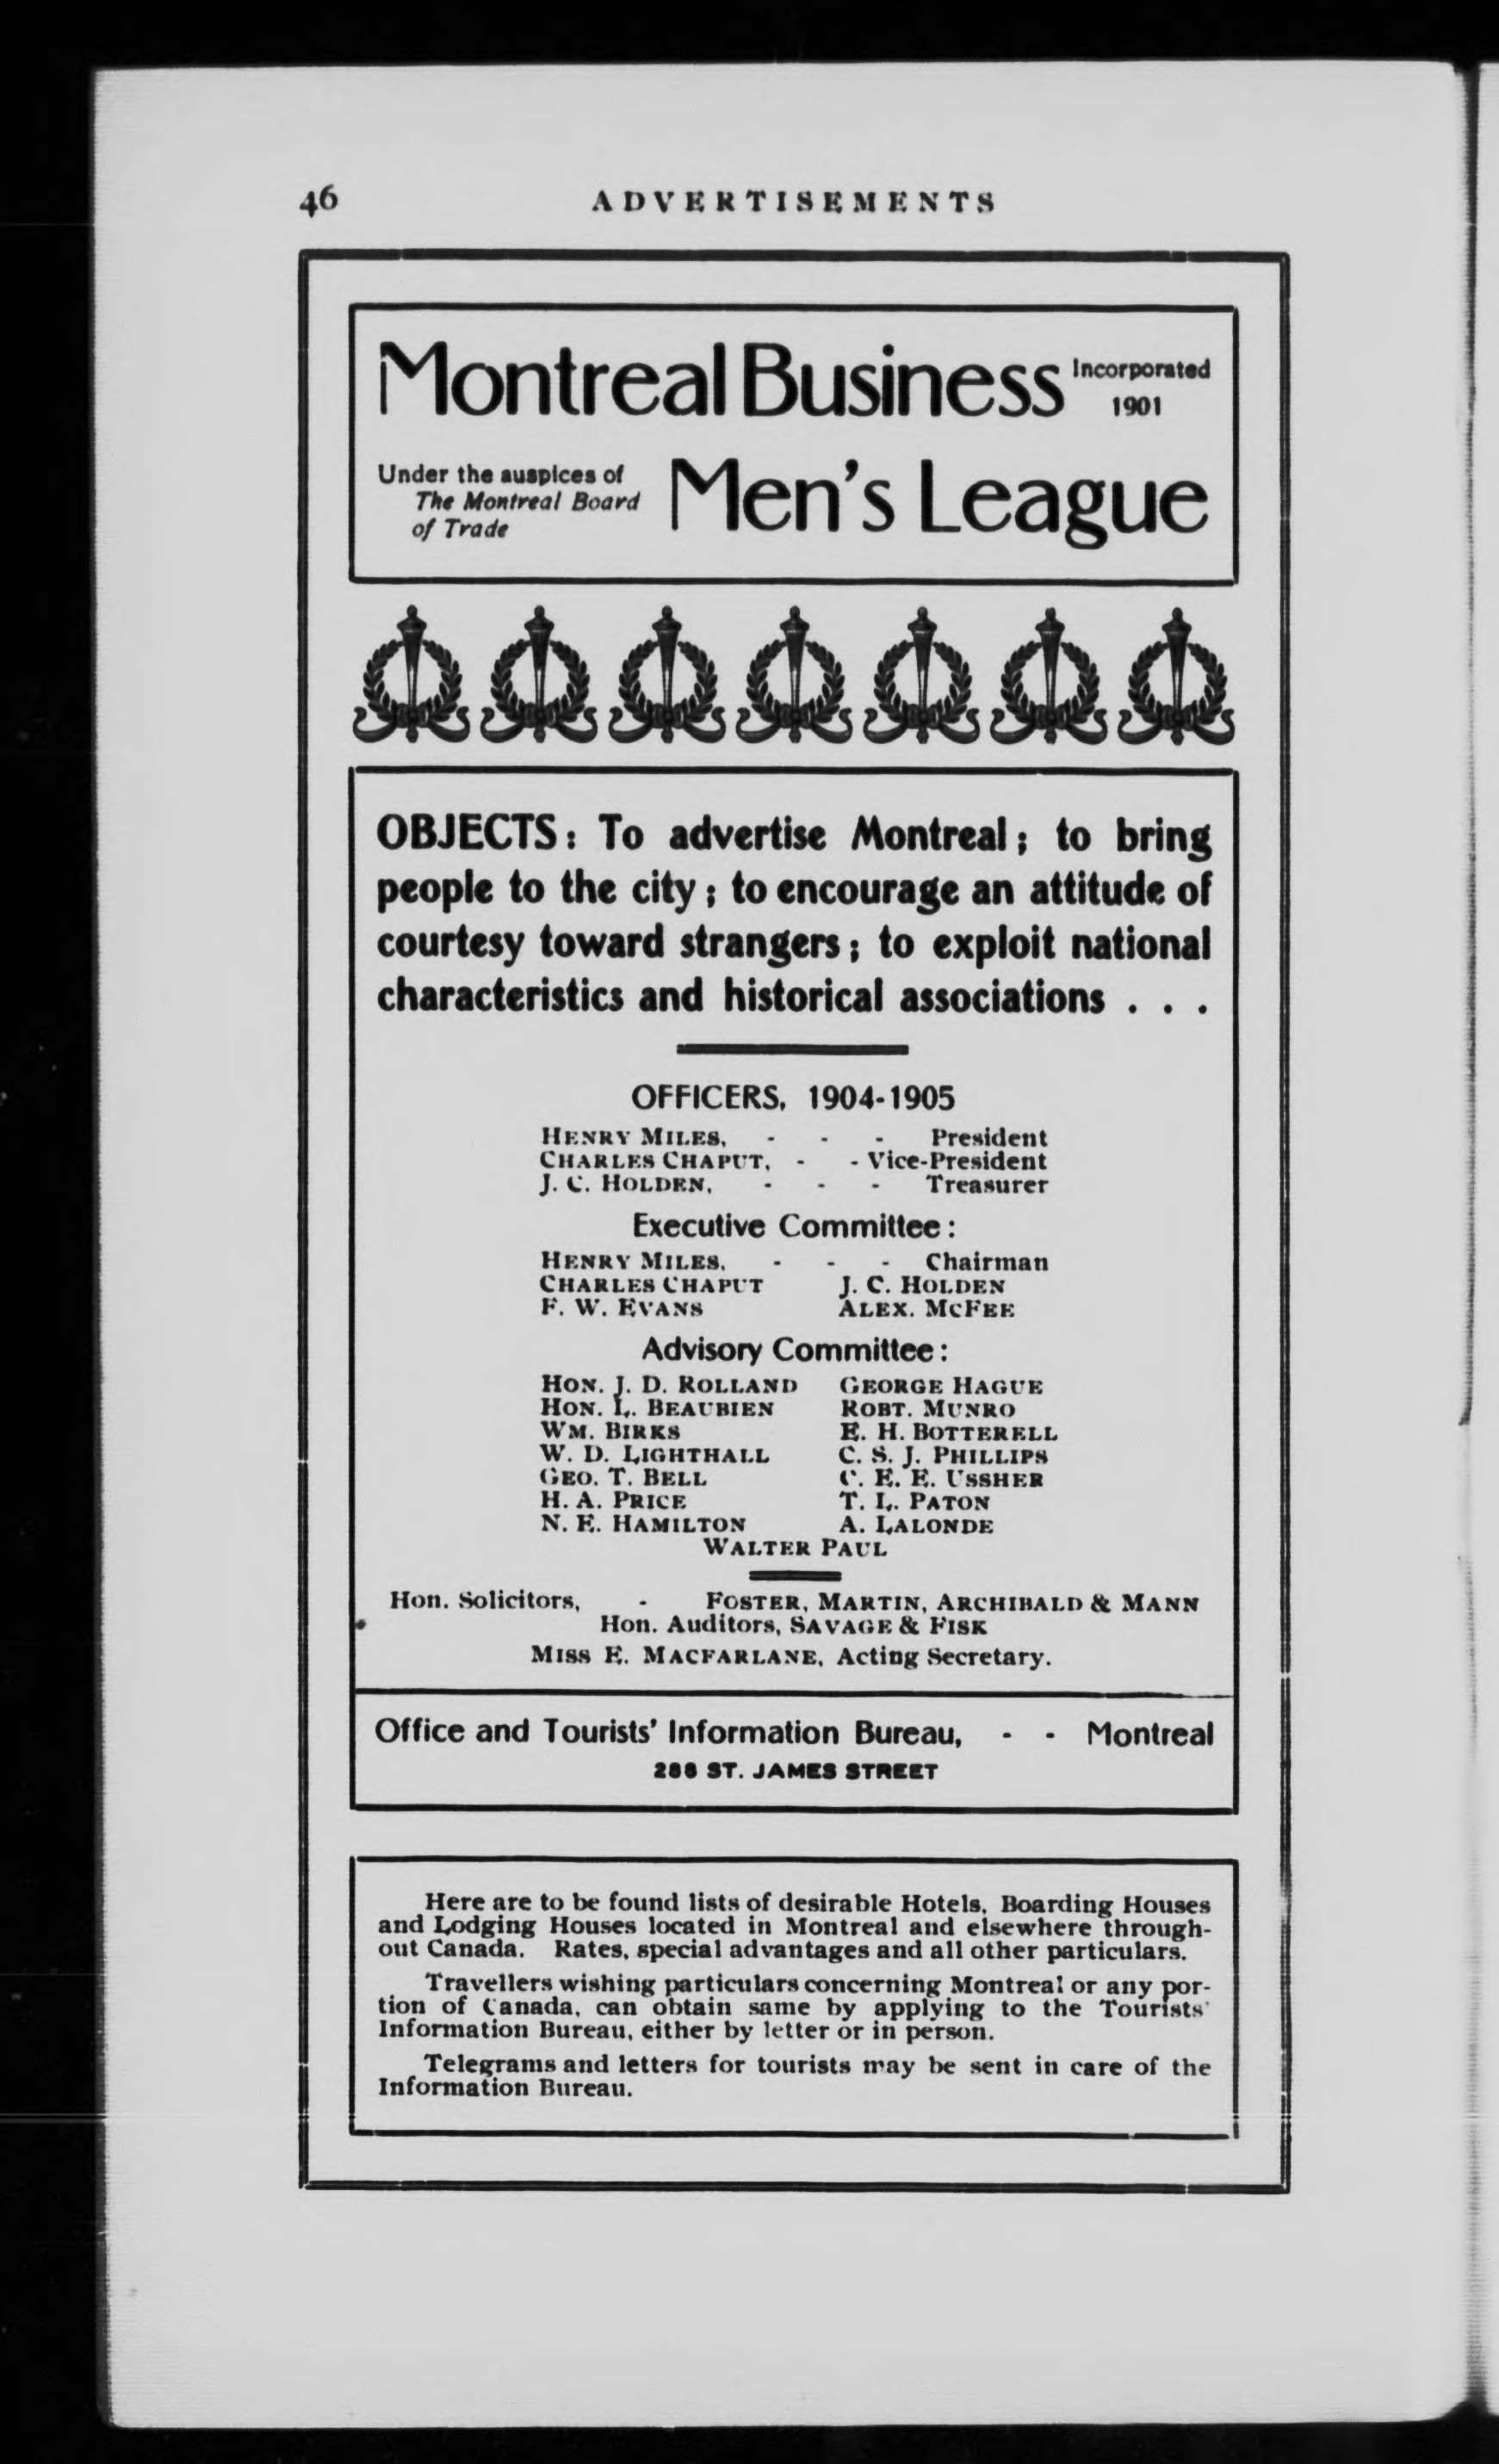 46 ADVERTISEMENTS
Montreal Business Incorporated 1901
Under the auspices of The Montreal Board of Trade
Men's League
OBJECTS: To advertise Montreal; to bring
people to the city; to encourage an attitude of
courtesy toward strangers; to exploit national
characteristics and historical associations . . .
OFFICERS, 1904-1905
HENRY MILES, - - - President
CHARLES CHAPUT, - - Vice-President
J. C. HOLDEN, - - - Treasurer
Executive Committee:
HENRY MILES, - - - Chairman
CHARLES CHAPUT J. C. HOLDEN
F. W. EVANS ALEX. MCFEE
Advisory Committee:
HON. J. D. ROLLAND GEORGE HAGUE
HON. L. BEAUBIEN ROBT. MUNRO
WM. BIRKS E. H. BOTTERELL
W. D. LIGHTHALL C. S. J. PHILLIPS
GEO. T. BELL C. E. E. USSHER
H. A. PRICE T. L. PATON
N. E. HAMILTON A. LALONDE
WALTER PAUL
Hon. Solicitors, - FOSTER, MARTIN, ARCHIBALD & MANN
Hon. Auditors, SAVAGE & FISK
MISS E. MACFARLANE, Acting Secretary.
Office and Tourists' Information Bureau, - - Montreal
ST. JAMES STREET
Here are to be found lists of desirable Hotels, Boarding Houses
and Lodging Houses located in Montreal and elsewhere through-
out Canada. Rates, special advantages and all other particulars.
Travellers wishing particulars concerning Montreal or any por-
tion of Canada, can obtain same by applying to the Tourists'
Information Bureau, either by letter or in person.
Telegrams and letters for tourists may be sent in care of the
Information Bureau.